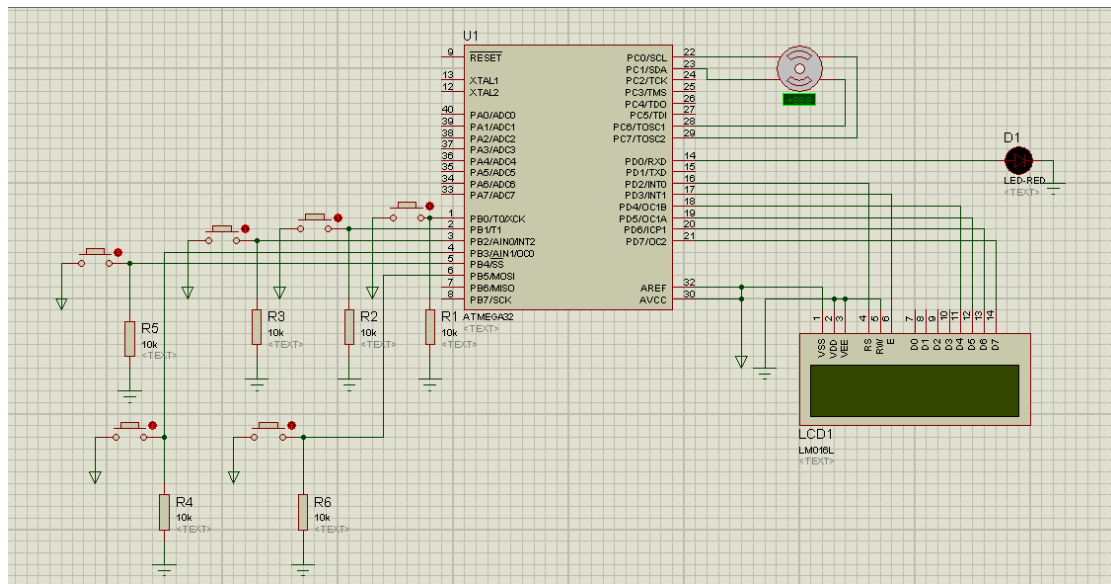 U1
9 RESET
13 XTAL1
12 XTAL2
40 PA0/ADC0
39 PA1/ADC1
38 PA2/ADC2
37 PA3/ADC3
36 PA4/ADC4
35 PA5/ADC5
34 PA6/ADC6
33 PA7/ADC7
1 PB0/T0/XCK
2 PB1/T1
3 PB2/AIN0/INT2
4 PB3/AIN1/OC0
5 PB4/SS
6 PB5/MOSI
7 PB6/MISO
8 PB7/SCK
PC0/SCL 22
PC1/SDA 23
PC2/TCK 24
PC3/TMS 25
PC4/TDO 26
PC5/TDI 27
PC6/TOSC1 28
PC7/TOSC2 29
PD0/RXD 14
PD1/TXD 15
PD2/INT0 16
PD3/INT1 17
PD4/OC1B 18
PD5/OC1A 19
PD6/ICP1 20
PD7/OC2 21
AREF 32
AVCC 30
ATMEGA32
<TEXT>
D1
LED-RED
<TEXT>
R5
10k
<TEXT>
R3
10k
<TEXT>
R2
10k
<TEXT>
R1
10k
<TEXT>
R4
10k
<TEXT>
R6
10k
<TEXT>
1 2 3 4 5 6 7 8 9 10 11 12 13 14
VSS VDD VEE RS RW E D0 D1 D2 D3 D4 D5 D6 D7
LCD1
LM016L
<TEXT>